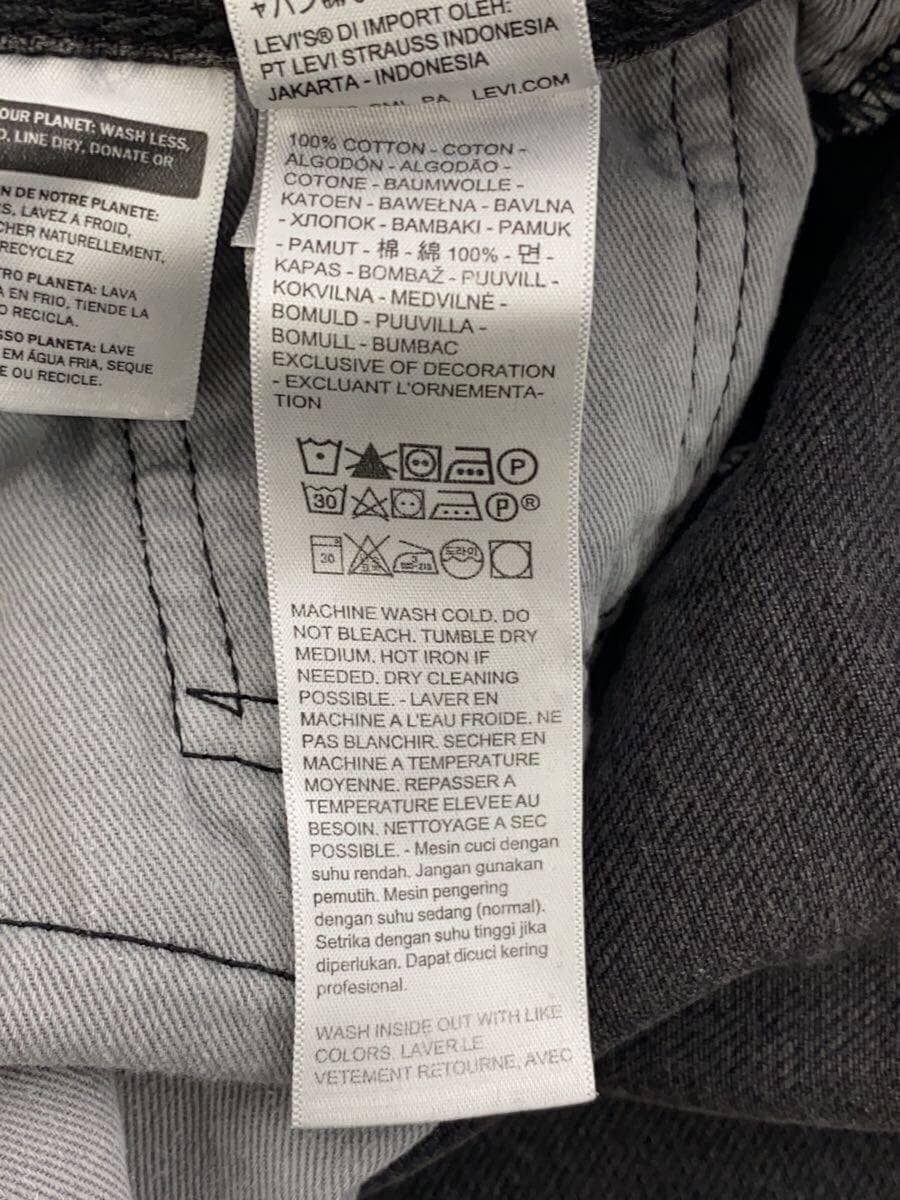 LEVI'S® DI IMPORT OLEH:
PT LEVI STRAUSS INDONESIA
JAKARTA - INDONESIA
PA LEVI.COM
OUR PLANET: WASH LESS,
LINE DRY, DONATE OR
DE NOTRE PLANETE:
LAVEZ A FROID,
NATURELLEMENT,
RECYCLEZ
PLANETA: LAVA
EN FRIO, TIENDE LA
O RECICLA.
PLANETA: LAVE
EM ÁGUA FRIA, SEQUE
E OU RECICLE.
100% COTTON - COTON -
ALGODÓN - ALGODÃO -
COTONE - BAUMWOLLE -
KATOEN - BAWEŁNA - BAVLNA
- ХЛОПОК - BAMBAKI - PAMUK
- PAMUT - 棉 - 綿 100% - 면 -
KAPAS - BOMBAŽ - PUUVILL -
KOKVILNA - MEDVILNĖ -
BOMULD - PUUVILLA -
BOMULL - BUMBAC
EXCLUSIVE OF DECORATION
- EXCLUANT L'ORNEMENTA-
TION
P
30 P®
30 드라이
MACHINE WASH COLD. DO
NOT BLEACH. TUMBLE DRY
MEDIUM. HOT IRON IF
NEEDED. DRY CLEANING
POSSIBLE. - LAVER EN
MACHINE A L'EAU FROIDE. NE
PAS BLANCHIR. SECHER EN
MACHINE A TEMPERATURE
MOYENNE. REPASSER A
TEMPERATURE ELEVEE AU
BESOIN. NETTOYAGE A SEC
POSSIBLE. - Mesin cuci dengan
suhu rendah. Jangan gunakan
pemutih. Mesin pengering
dengan suhu sedang (normal).
Setrika dengan suhu tinggi jika
diperlukan. Dapat dicuci kering
profesional.
WASH INSIDE OUT WITH LIKE
COLORS. LAVER LE
VETEMENT RETOURNE, AVEC